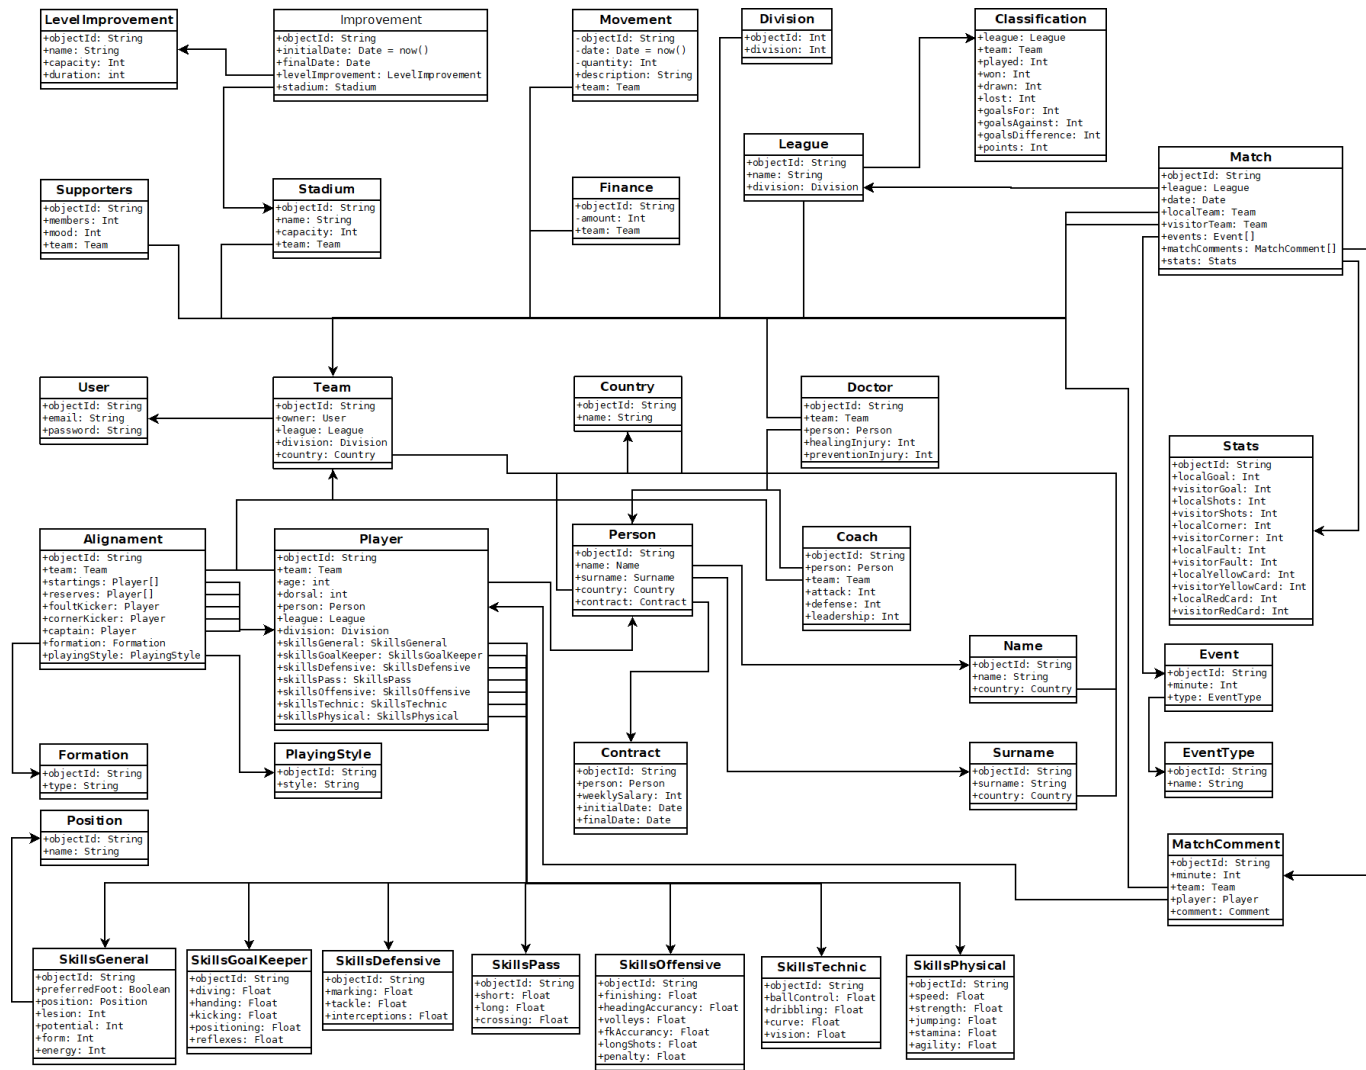 LevelImprovement
+objectId: String
+name: String
+capacity: Int
+duration: int
Improvement
+objectId: String
+initialDate: Date = now()
+finalDate: Date
+levelImprovement: LevelImprovement
+stadium: Stadium
Movement
-objectId: String
-date: Date = now()
-quantity: Int
+description: String
+team: Team
Division
+objectId: Int
+division: Int
Classification
+league: League
+team: Team
+played: Int
+won: Int
+drawn: Int
+lost: Int
+goalsFor: Int
+goalsAgainst: Int
+goalsDifference: Int
+points: Int
League
+objectId: String
+name: String
+division: Division
Match
+objectId: String
+league: League
+date: Date
+localTeam: Team
+visitorTeam: Team
+events: Event[]
+matchComments: MatchComment[]
+stats: Stats
Supporters
+objectId: String
+members: Int
+mood: Int
+team: Team
Stadium
+objectId: String
+name: String
+capacity: Int
+team: Team
Finance
+objectId: String
-amount: Int
+team: Team
User
+objectId: String
+email: String
+password: String
Team
+objectId: String
+owner: User
+league: League
+division: Division
+country: Country
Country
+objectId: String
+name: String
Doctor
+objectId: String
+team: Team
+person: Person
+healingInjury: Int
+preventionInjury: Int
Stats
+objectId: String
+localGoal: Int
+visitorGoal: Int
+localShots: Int
+visitorShots: Int
+localCorner: Int
+visitorCorner: Int
+localFault: Int
+visitorFault: Int
+localYellowCard: Int
+visitorYellowCard: Int
+localRedCard: Int
+visitorRedCard: Int
Alignament
+objectId: String
+team: Team
+startings: Player[]
+reserves: Player[]
+foultKicker: Player
+cornerKicker: Player
+captain: Player
+formation: Formation
+playingStyle: PlayingStyle
Player
+objectId: String
+team: Team
+age: int
+dorsal: int
+person: Person
+league: League
+division: Division
+skillsGeneral: SkillsGeneral
+skillsGoalKeeper: SkillsGoalKeeper
+skillsDefensive: SkillsDefensive
+skillsPass: SkillsPass
+skillsOffensive: SkillsOffensive
+skillsTechnic: SkillsTechnic
+skillsPhysical: SkillsPhysical
Person
+objectId: String
+name: Name
+surname: Surname
+country: Country
+contract: Contract
Coach
+objectId: String
+person: Person
+team: Team
+attack: Int
+defense: Int
+leadership: Int
Name
+objectId: String
+name: String
+country: Country
Event
+objectId: String
+minute: Int
+type: EventType
Formation
+objectId: String
+type: String
PlayingStyle
+objectId: String
+style: String
Contract
+objectId: String
+person: Person
+weeklySalary: Int
+initialDate: Date
+finalDate: Date
Surname
+objectId: String
+surname: String
+country: Country
EventType
+objectId: String
+name: String
Position
+objectId: String
+name: String
MatchComment
+objectId: String
+minute: Int
+team: Team
+player: Player
+comment: Comment
SkillsGeneral
+objectId: String
+preferredFoot: Boolean
+position: Position
+lesion: Int
+potential: Int
+form: Int
+energy: Int
SkillsGoalKeeper
+objectId: String
+diving: Float
+handing: Float
+kicking: Float
+positioning: Float
+reflexes: Float
SkillsDefensive
+objectId: String
+marking: Float
+tackle: Float
+interceptions: Float
SkillsPass
+objectId: String
+short: Float
+long: Float
+crossing: Float
SkillsOffensive
+objectId: String
+finishing: Float
+headingAccurancy: Float
+volleys: Float
+fkAccurancy: Float
+longShots: Float
+penalty: Float
SkillsTechnic
+objectId: String
+ballControl: Float
+dribbling: Float
+curve: Float
+vision: Float
SkillsPhysical
+objectId: String
+speed: Float
+strength: Float
+jumping: Float
+stamina: Float
+agility: Float